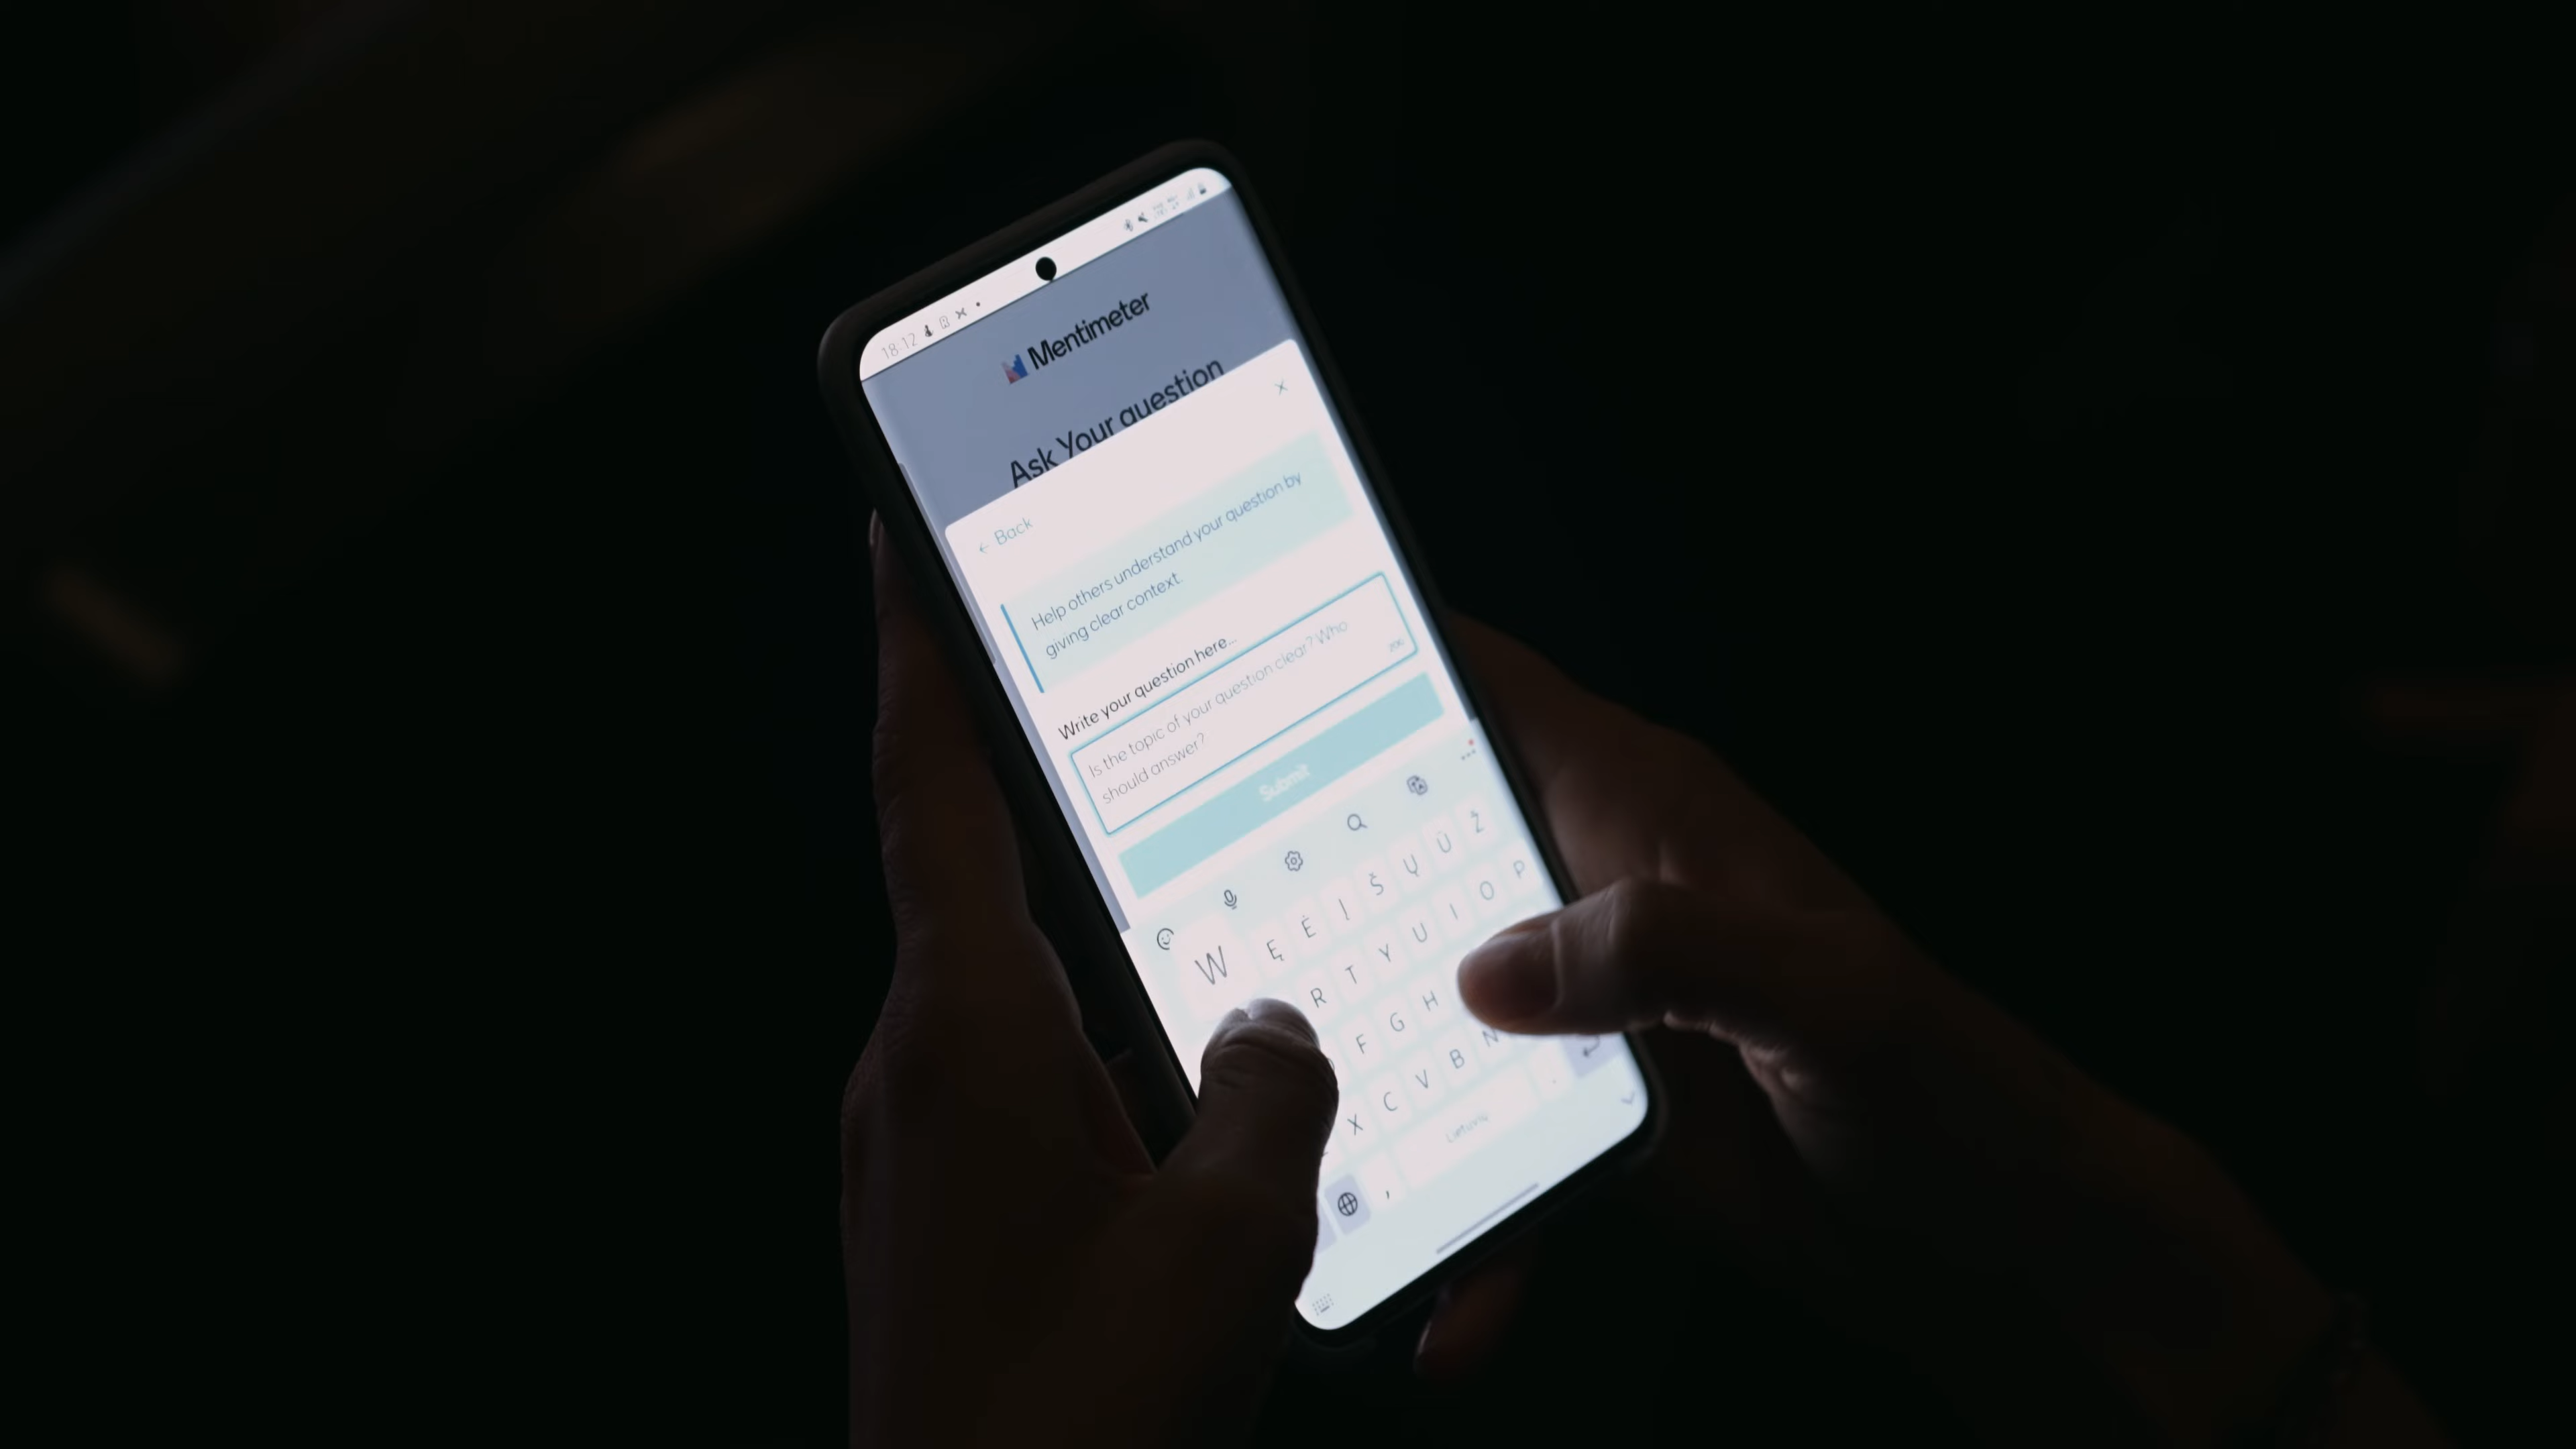 18:12
Mentimeter
Ask Your question
← Back
Help others understand your question by
giving clear context.
Write your question here...
Is the topic of your question clear? Who
should answer?
200
Submit
W Ę Ė Į Š Ų Ū Ž
R T Y U I O P
F G H
X C V B N
, .